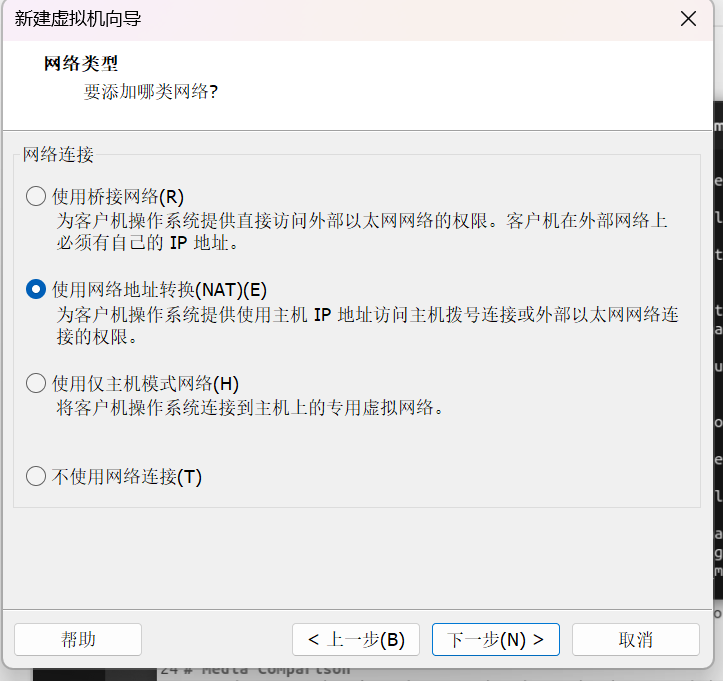 新建虚拟机向导
网络类型
要添加哪类网络?
网络连接
使用桥接网络(R)
为客户机操作系统提供直接访问外部以太网网络的权限。客户机在外部网络上
必须有自己的 IP 地址。
使用网络地址转换(NAT)(E)
为客户机操作系统提供使用主机 IP 地址访问主机拨号连接或外部以太网网络连
接的权限。
使用仅主机模式网络(H)
将客户机操作系统连接到主机上的专用虚拟网络。
不使用网络连接(T)
帮助
< 上一步(B)
下一步(N) >
取消
24 # Media Comparison